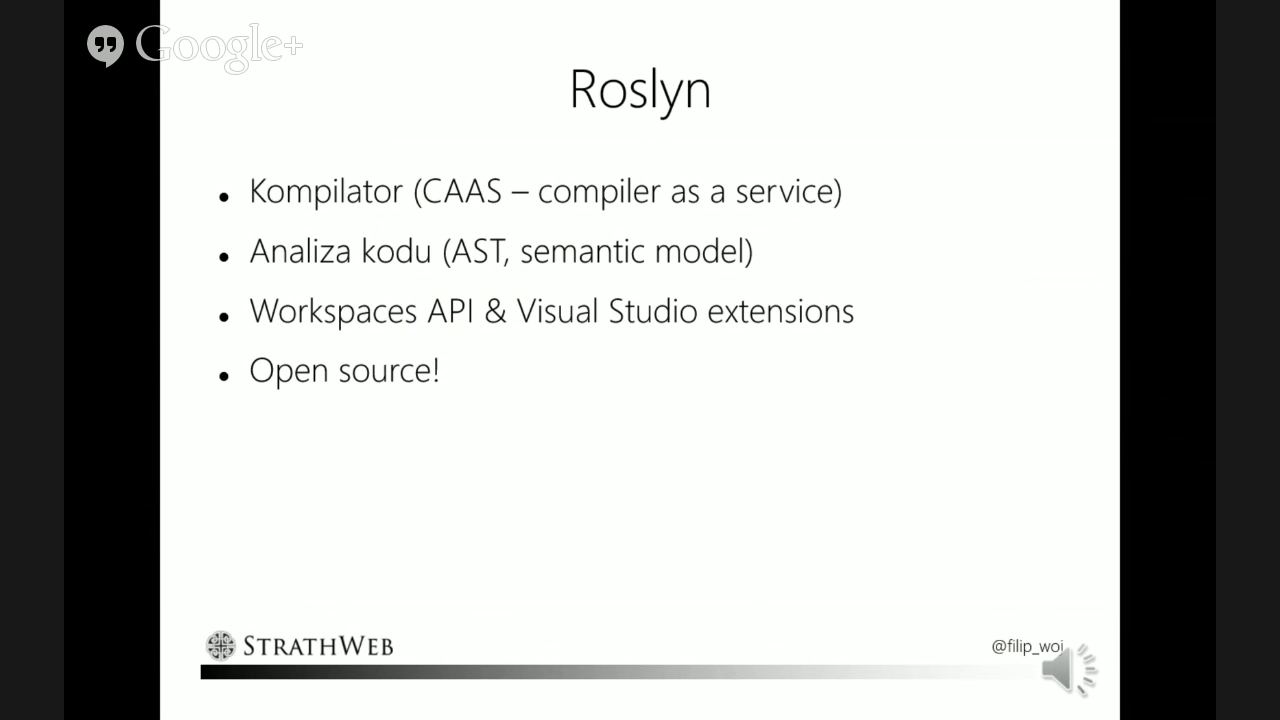 Google+
Roslyn
• Kompilator (CAAS – compiler as a service)
• Analiza kodu (AST, semantic model)
• Workspaces API & Visual Studio extensions
• Open source!
STRATHWEB
@filip_woj